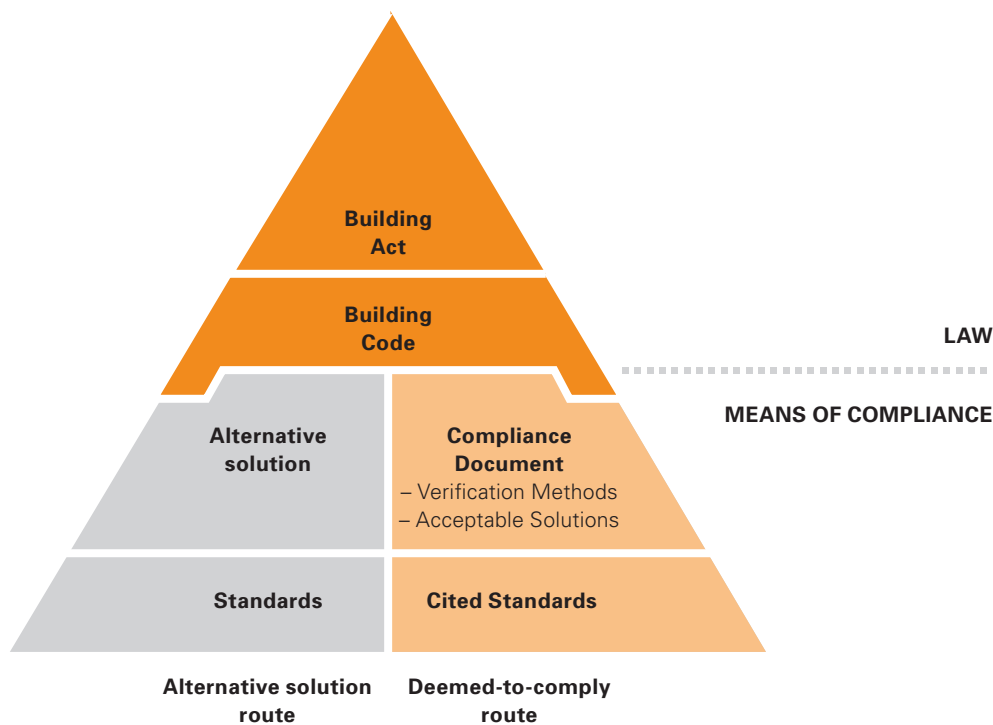 Building
Act
Building
Code
LAW
MEANS OF COMPLIANCE
Alternative
solution
Compliance
Document
– Verification Methods
– Acceptable Solutions
Standards
Cited Standards
Alternative solution
route
Deemed-to-comply
route